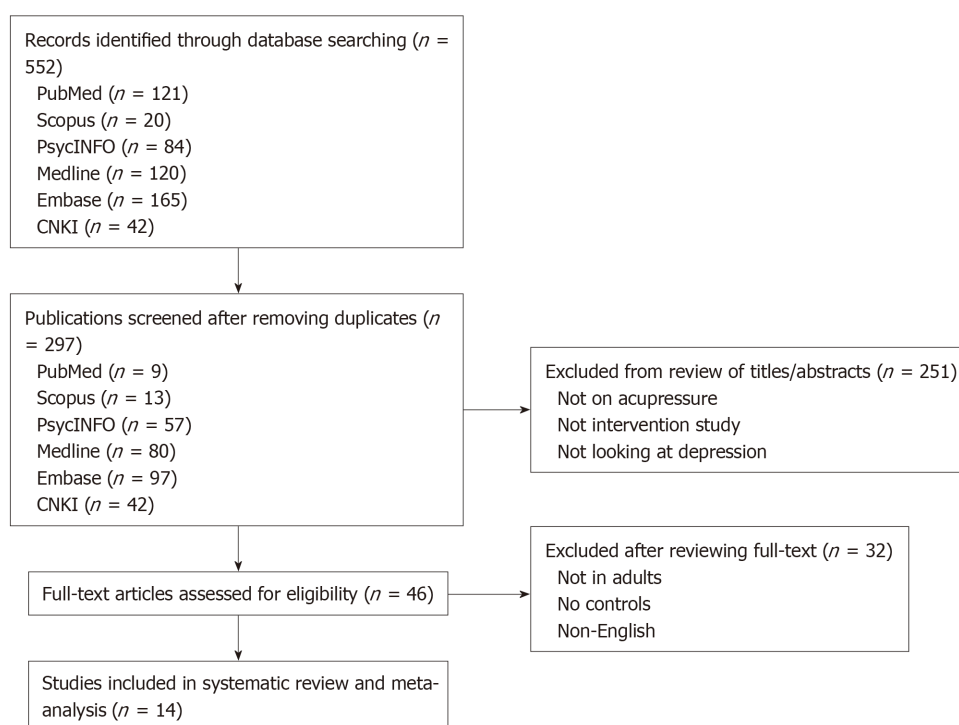 Records identified through database searching (n =
552)
PubMed (n = 121)
Scopus (n = 20)
PsycINFO (n = 84)
Medline (n = 120)
Embase (n = 165)
CNKI (n = 42)
Publications screened after removing duplicates (n
= 297)
PubMed (n = 9)
Scopus (n = 13)
PsycINFO (n = 57)
Medline (n = 80)
Embase (n = 97)
CNKI (n = 42)
Excluded from review of titles/abstracts (n = 251)
Not on acupressure
Not intervention study
Not looking at depression
Full-text articles assessed for eligibility (n = 46)
Excluded after reviewing full-text (n = 32)
Not in adults
No controls
Non-English
Studies included in systematic review and meta-
analysis (n = 14)